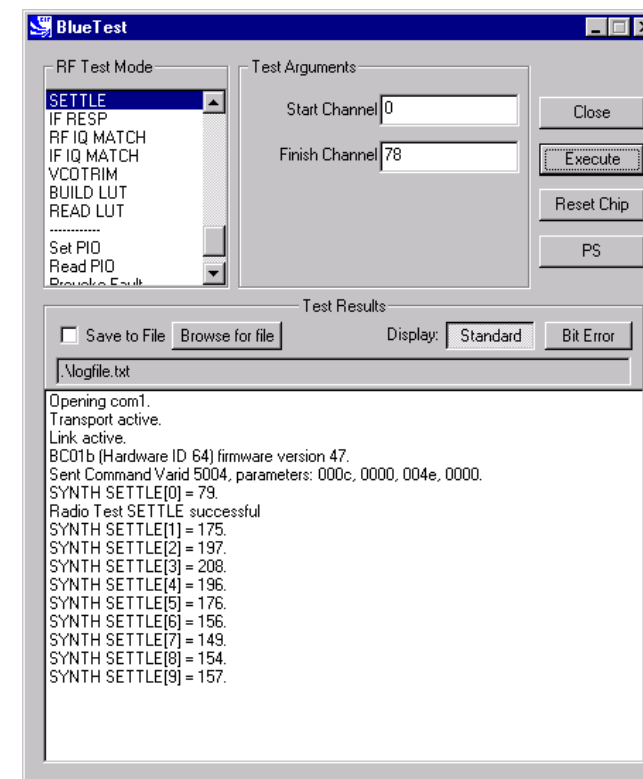 BlueTest
RF Test Mode
SETTLE
IF RESP
RF IQ MATCH
IF IQ MATCH
VCOTRIM
BUILD LUT
READ LUT
------------
Set PIO
Read PIO
Provoke Fault
Test Arguments
Start Channel 0
Finish Channel 78
Close
Execute
Reset Chip
PS
Test Results
Save to File Browse for file Display: Standard Bit Error
.\logfile.txt
Opening com1.
Transport active.
Link active.
BC01b (Hardware ID 64) firmware version 47.
Sent Command Varid 5004, parameters: 000c, 0000, 004e, 0000.
SYNTH SETTLE[0] = 79.
Radio Test SETTLE successful
SYNTH SETTLE[1] = 175.
SYNTH SETTLE[2] = 197.
SYNTH SETTLE[3] = 208.
SYNTH SETTLE[4] = 196.
SYNTH SETTLE[5] = 176.
SYNTH SETTLE[6] = 156.
SYNTH SETTLE[7] = 149.
SYNTH SETTLE[8] = 154.
SYNTH SETTLE[9] = 157.